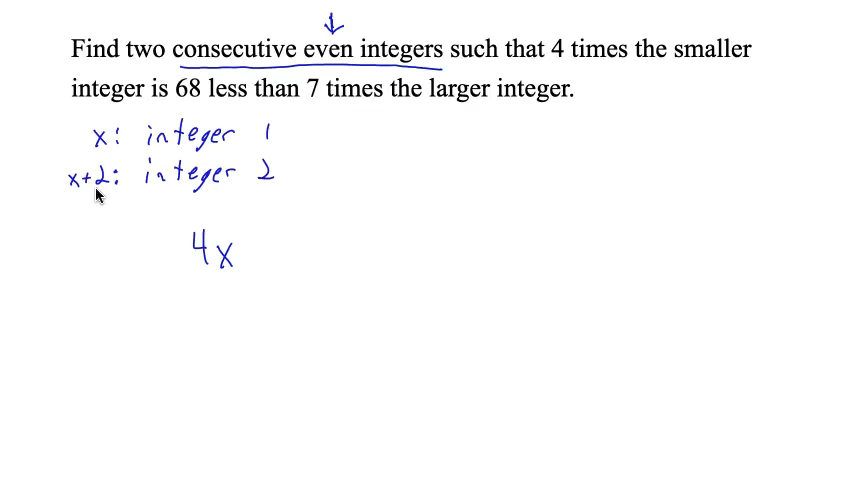 Find two consecutive even integers such that 4 times the smaller
integer is 68 less than 7 times the larger integer.
x: integer 1
x+2: integer 2
4x